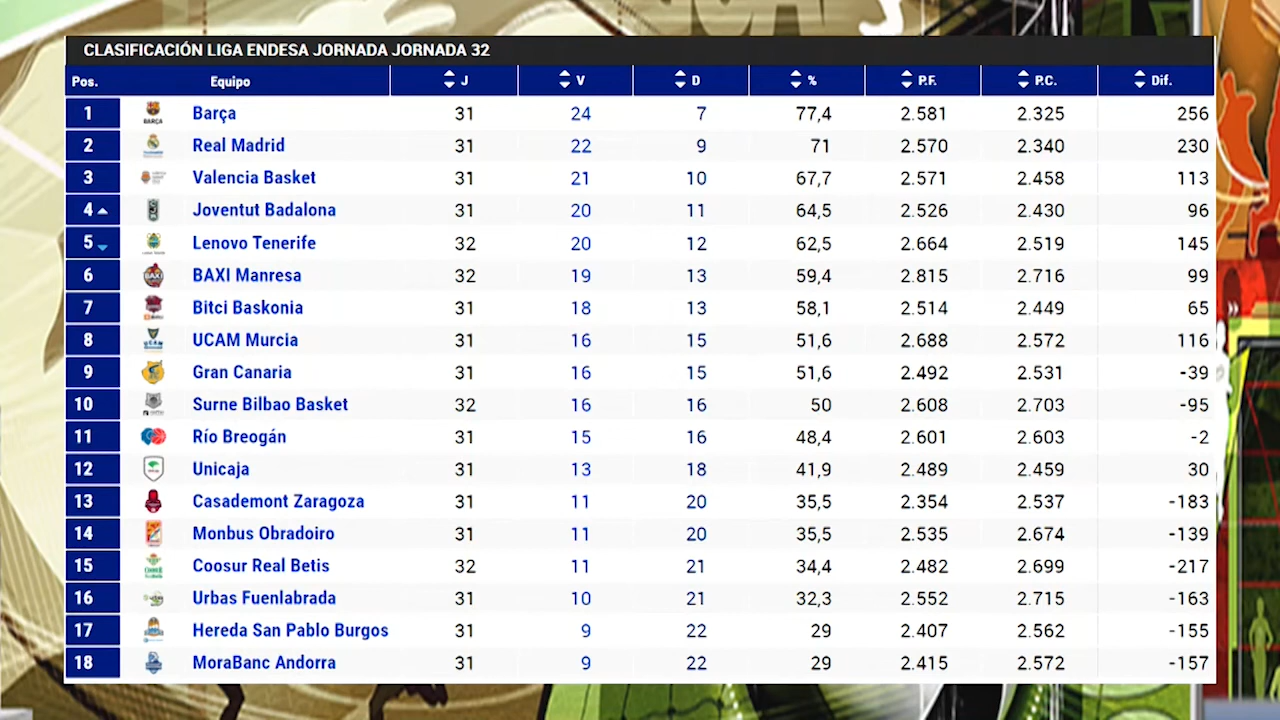 CLASIFICACIÓN LIGA ENDESA JORNADA JORNADA 32
Pos. Equipo J V D % P.F. P.C. Dif.
1 BARÇA Barça 31 24 7 77,4 2.581 2.325 256
2 Real Madrid 31 22 9 71 2.570 2.340 230
3 Valencia Basket 31 21 10 67,7 2.571 2.458 113
4 Joventut Badalona 31 20 11 64,5 2.526 2.430 96
5 Lenovo Tenerife 32 20 12 62,5 2.664 2.519 145
6 BAXI BAXI Manresa 32 19 13 59,4 2.815 2.716 99
7 Bitci Baskonia 31 18 13 58,1 2.514 2.449 65
8 UCAM UCAM Murcia 31 16 15 51,6 2.688 2.572 116
9 Gran Canaria 31 16 15 51,6 2.492 2.531 -39
10 Surne Bilbao Basket 32 16 16 50 2.608 2.703 -95
11 Río Breogán 31 15 16 48,4 2.601 2.603 -2
12 Unicaja 31 13 18 41,9 2.489 2.459 30
13 Casademont Zaragoza 31 11 20 35,5 2.354 2.537 -183
14 Monbus Obradoiro 31 11 20 35,5 2.535 2.674 -139
15 Coosur Real Betis 32 11 21 34,4 2.482 2.699 -217
16 Urbas Fuenlabrada 31 10 21 32,3 2.552 2.715 -163
17 Hereda San Pablo Burgos 31 9 22 29 2.407 2.562 -155
18 MoraBanc Andorra 31 9 22 29 2.415 2.572 -157